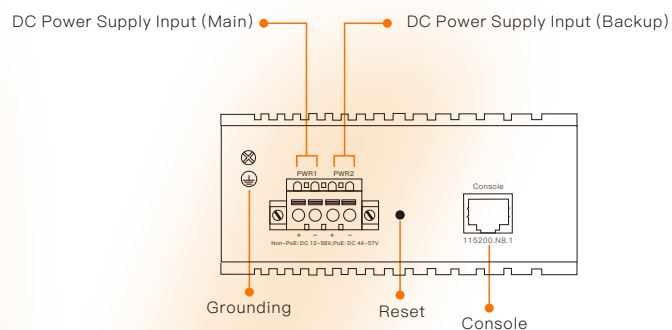 DC Power Supply Input (Main)
DC Power Supply Input (Backup)
PWR1 PWR2
Console
+ − + −
115200.N8.1
Non-PoE: DC 12-58V;PoE: DC 44-57V
Grounding
Reset
Console